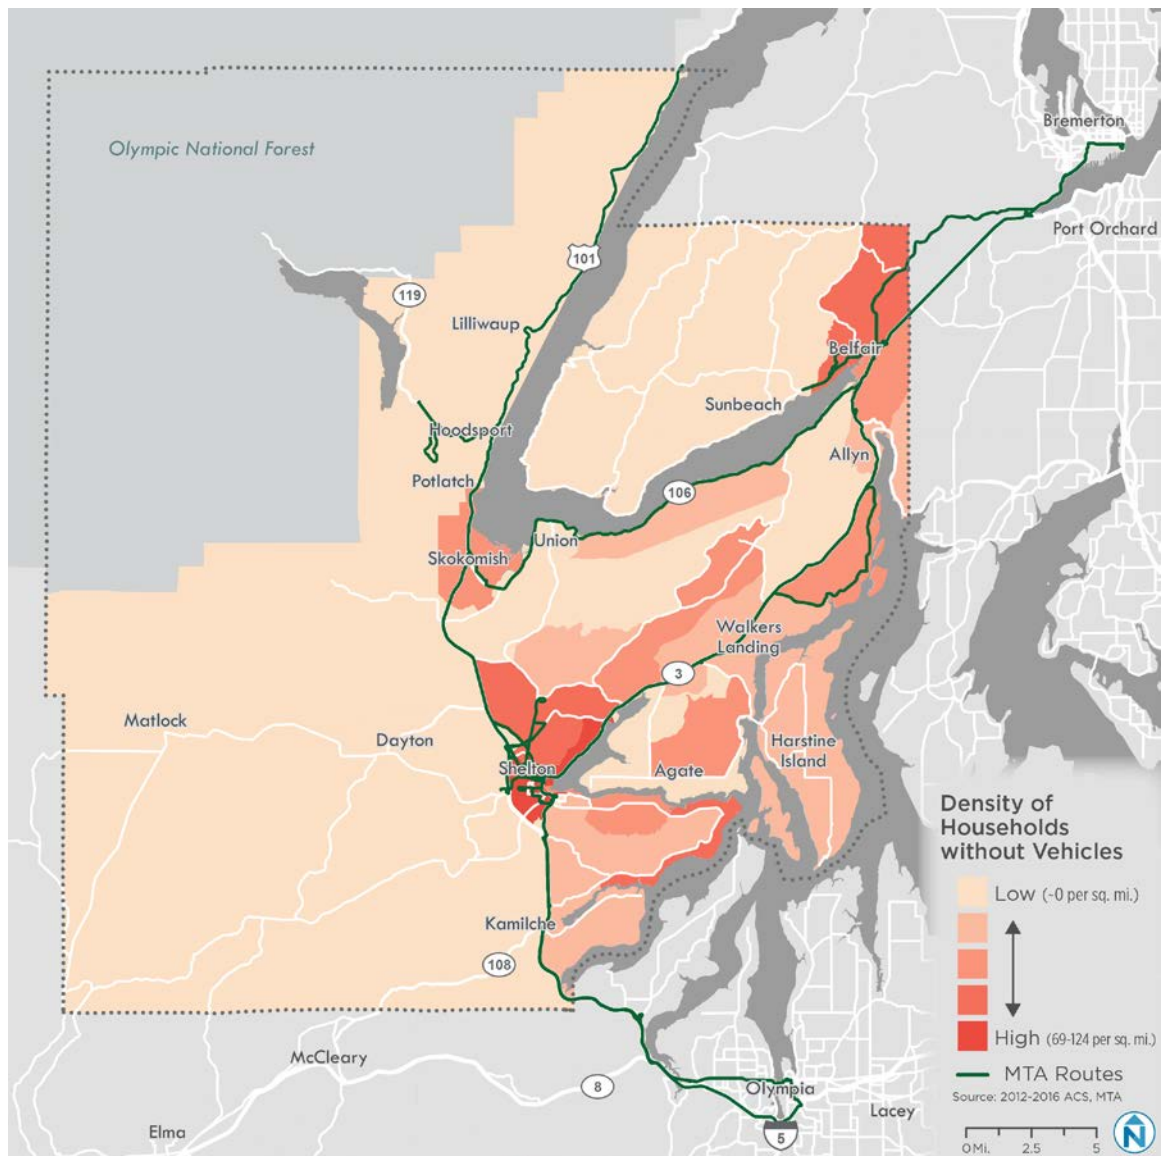 Bremerton
Olympic National Forest
Port Orchard
101
119
Lilliwaup
Belfair
Sunbeach
Hoodsport
Allyn
Potlatch
106
Union
Skokomish
Walkers
Landing
3
Matlock
Dayton
Harstine
Island
Shelton
Agate
Density of
Households
without Vehicles
Low (~0 per sq. mi.)
Kamilche
108
High (69-124 per sq. mi.)
McCleary
MTA Routes
8
Olympia
Source: 2012-2016 ACS, MTA
Lacey
Elma
5
N
0 Mi. 2.5 5